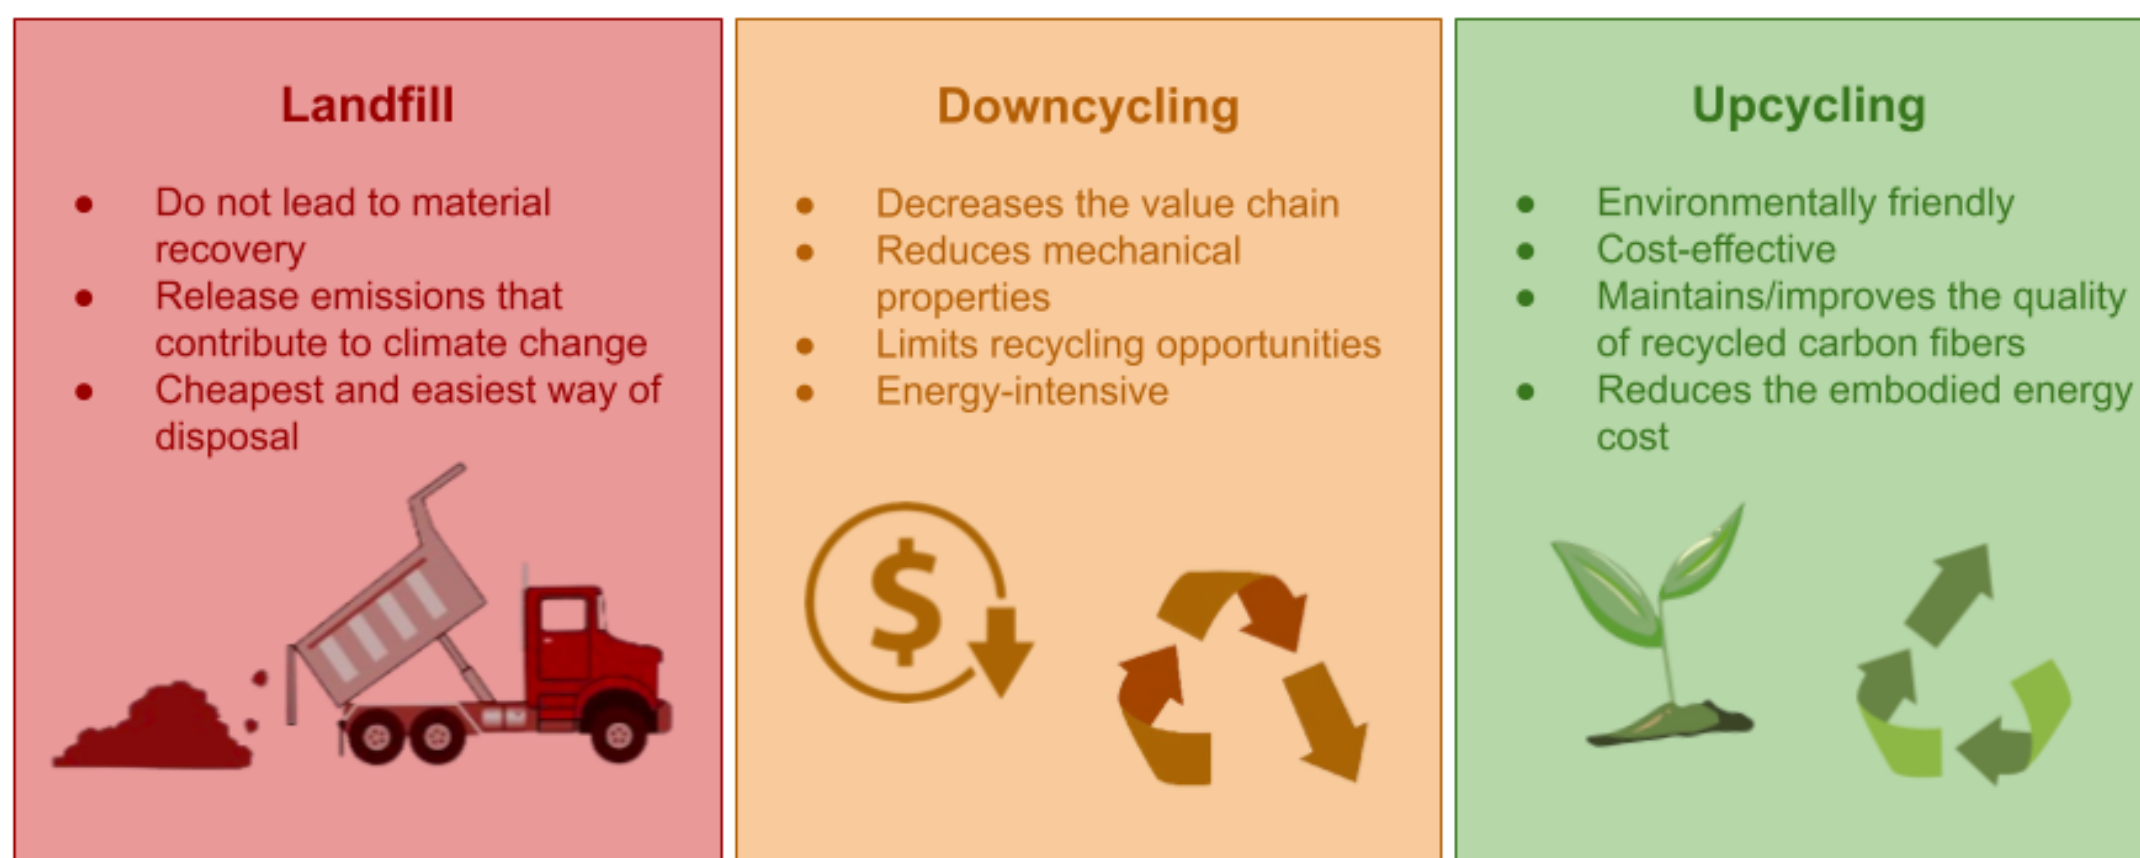 Landfill
● Do not lead to material
recovery
● Release emissions that
contribute to climate change
● Cheapest and easiest way of
disposal
Downcycling
● Decreases the value chain
● Reduces mechanical
properties
● Limits recycling opportunities
● Energy-intensive
$
Upcycling
● Environmentally friendly
● Cost-effective
● Maintains/improves the quality
of recycled carbon fibers
● Reduces the embodied energy
cost